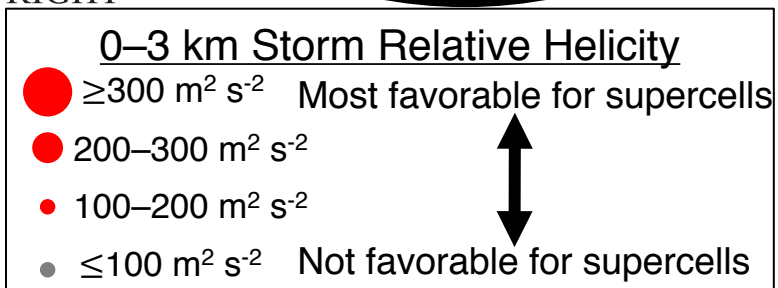 RIGHT
0–3 km Storm Relative Helicity
≥300 m² s⁻² Most favorable for supercells
200–300 m² s⁻²
100–200 m² s⁻²
≤100 m² s⁻² Not favorable for supercells